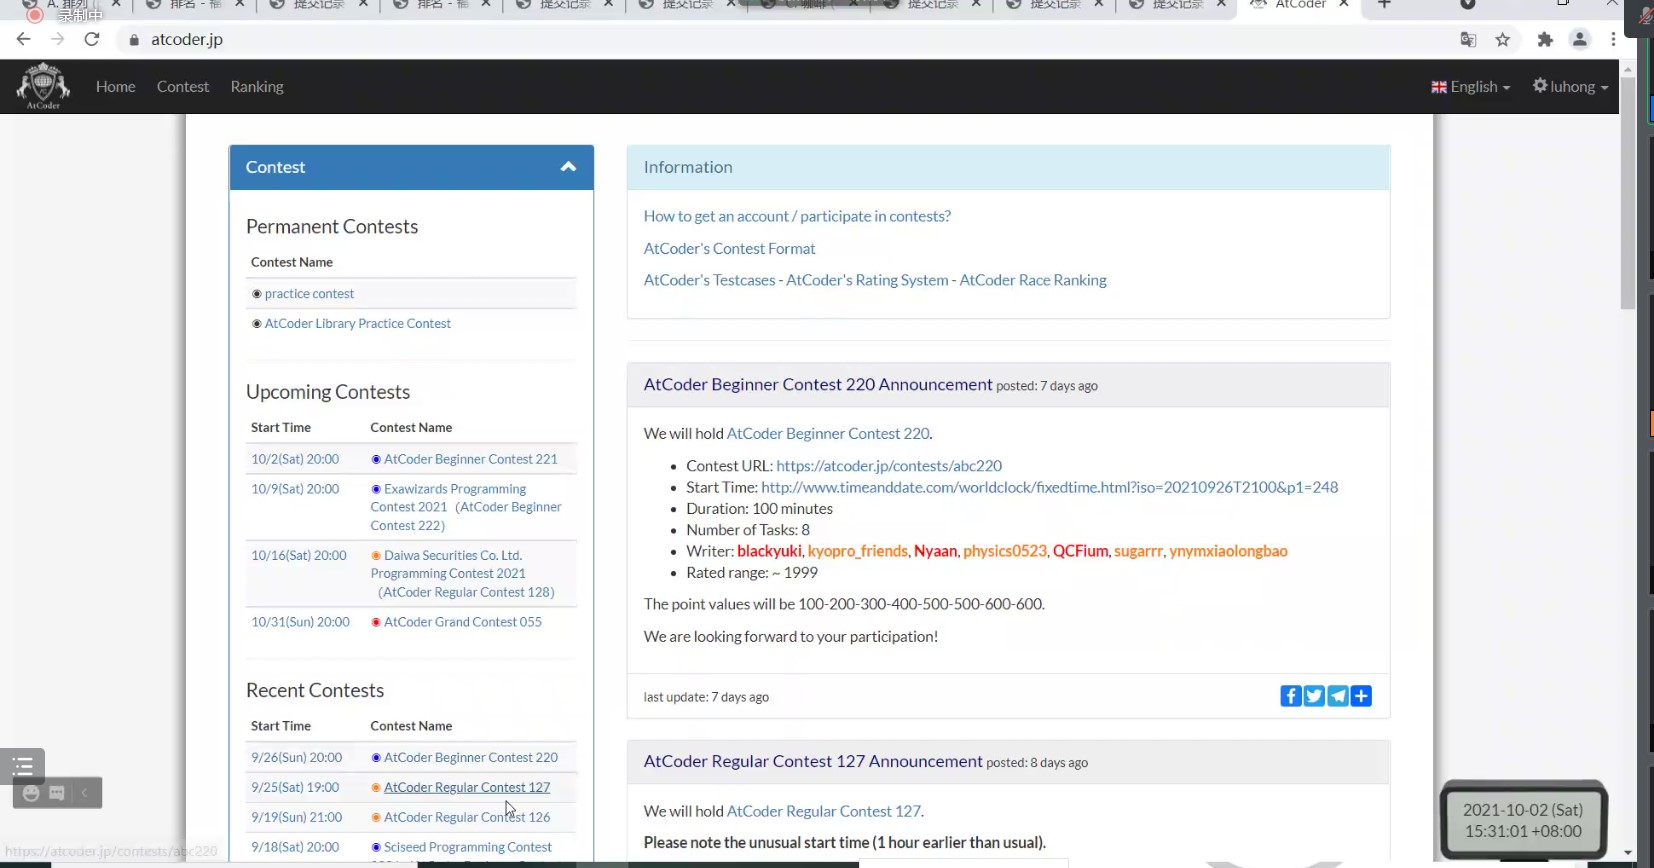 A. 排列
排名 - 福
提交记录
排名 - 福
提交记录
提交记录
提交记录
提交记录
提交记录
AtCoder
录制中
atcoder.jp
AtCoder
Home
Contest
Ranking
English
luhong
Contest
Permanent Contests
Contest Name
practice contest
AtCoder Library Practice Contest
Upcoming Contests
Start Time Contest Name
10/2(Sat) 20:00 AtCoder Beginner Contest 221
10/9(Sat) 20:00 Exawizards Programming
Contest 2021（AtCoder Beginner
Contest 222）
10/16(Sat) 20:00 Daiwa Securities Co. Ltd.
Programming Contest 2021
（AtCoder Regular Contest 128）
10/31(Sun) 20:00 AtCoder Grand Contest 055
Recent Contests
Start Time Contest Name
9/26(Sun) 20:00 AtCoder Beginner Contest 220
9/25(Sat) 19:00 AtCoder Regular Contest 127
9/19(Sun) 21:00 AtCoder Regular Contest 126
9/18(Sat) 20:00 Sciseed Programming Contest
https://atcoder.jp/contests/abc220
Information
How to get an account / participate in contests?
AtCoder's Contest Format
AtCoder's Testcases - AtCoder's Rating System - AtCoder Race Ranking
AtCoder Beginner Contest 220 Announcement posted: 7 days ago
We will hold AtCoder Beginner Contest 220.
Contest URL: https://atcoder.jp/contests/abc220
Start Time: http://www.timeanddate.com/worldclock/fixedtime.html?iso=20210926T2100&p1=248
Duration: 100 minutes
Number of Tasks: 8
Writer: blackyuki, kyopro_friends, Nyaan, physics0523, QCFium, sugarrr, ynymxiaolongbao
Rated range: ~ 1999
The point values will be 100-200-300-400-500-500-600-600.
We are looking forward to your participation!
last update: 7 days ago
AtCoder Regular Contest 127 Announcement posted: 8 days ago
We will hold AtCoder Regular Contest 127.
Please note the unusual start time (1 hour earlier than usual).
2021-10-02 (Sat)
15:31:01 +08:00